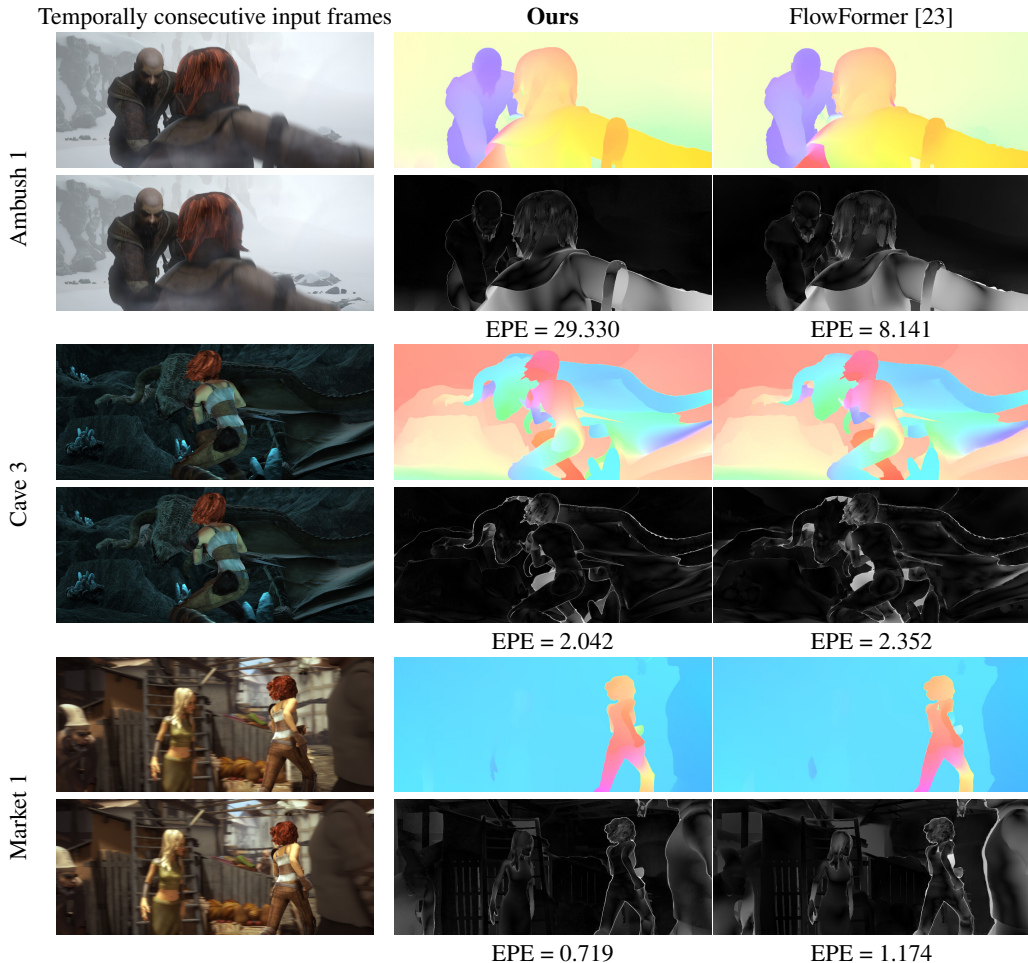 Temporally consecutive input frames
Ours
FlowFormer [23]
Ambush 1
EPE = 29.330
EPE = 8.141
Cave 3
EPE = 2.042
EPE = 2.352
Market 1
EPE = 0.719
EPE = 1.174